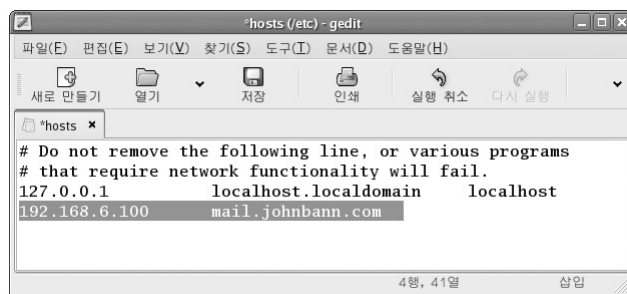 *hosts (/etc) - gedit
파일(F) 편집(E) 보기(V) 찾기(S) 도구(T) 문서(D) 도움말(H)
새로 만들기 열기 저장 인쇄 실행 취소 다시 실행
*hosts ×
# Do not remove the following line, or various programs
# that require network functionality will fail.
127.0.0.1 localhost.localdomain localhost
192.168.6.100 mail.johnbann.com
4행, 41열 삽입